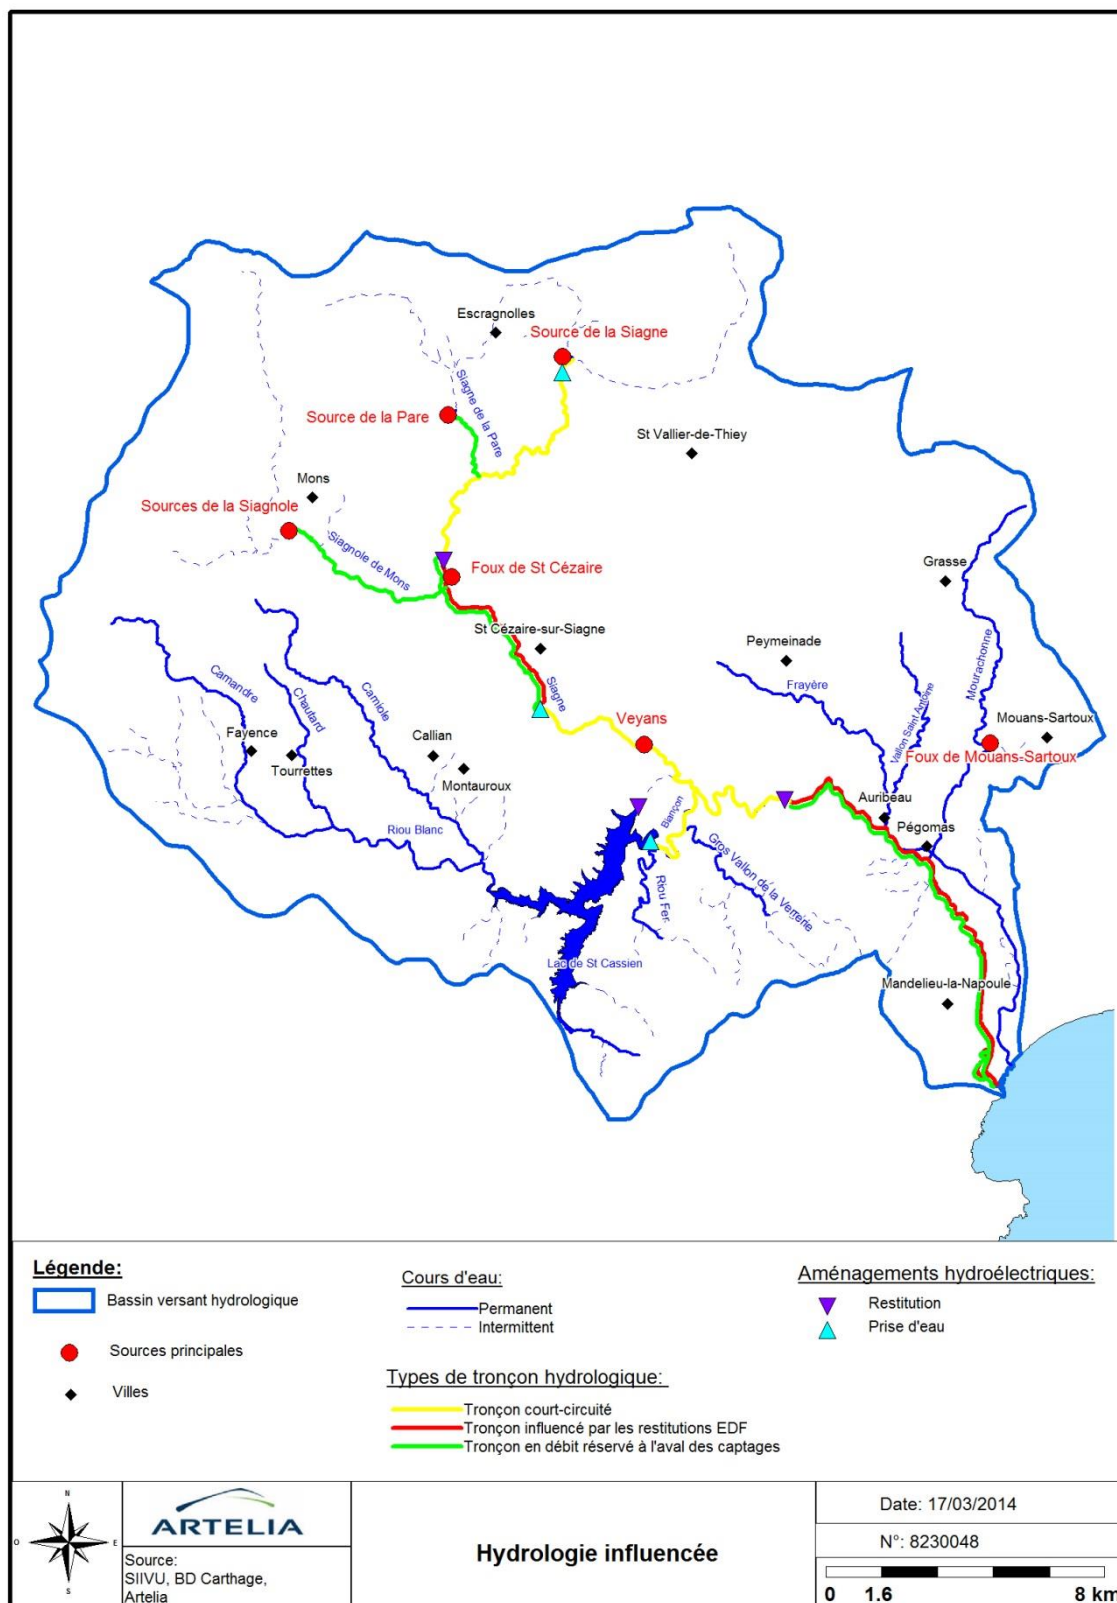 Escragnolles
Source de la Siagne
Siagne de la Pare
Source de la Pare
St Vallier-de-Thiey
Mons
Sources de la Siagnole
Siagnole de Mons
Foux de St Cézaire
Grasse
St Cézaire-sur-Siagne
Peymeinade
Mourachonne
Camandre
Chautard
Camiole
Siagne
Frayère
Vallon Saint Antoine
Veyans
Mouans-Sartoux
Fayence
Callian
Foux de Mouans-Sartoux
Tourrettes
Montauroux
Auribeau
Biançon
Riou Blanc
Pégomas
Gros Vallon de la Verrerie
Riou Fer
Lac de St Cassien
Mandelieu-la-Napoule
Légende:
Bassin versant hydrologique
Sources principales
Villes
Cours d'eau:
Permanent
Intermittent
Aménagements hydroélectriques:
Restitution
Prise d'eau
Types de tronçon hydrologique:
Tronçon court-circuité
Tronçon influencé par les restitutions EDF
Tronçon en débit réservé à l'aval des captages
N
O
E
S
ARTELIA
Source:
SIIVU, BD Carthage,
Artelia
Hydrologie influencée
Date: 17/03/2014
N°: 8230048
0 1.6 8 km